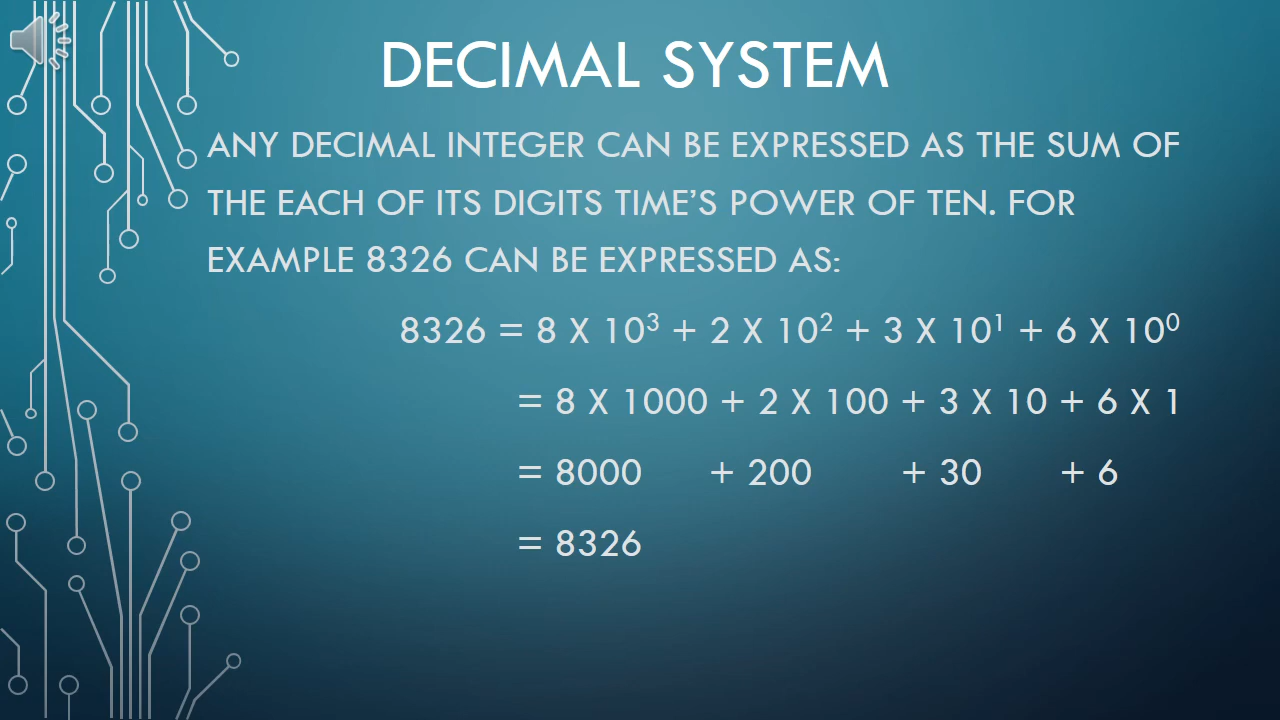 DECIMAL SYSTEM
ANY DECIMAL INTEGER CAN BE EXPRESSED AS THE SUM OF
THE EACH OF ITS DIGITS TIME’S POWER OF TEN. FOR
EXAMPLE 8326 CAN BE EXPRESSED AS:
8326 = 8 X 10³ + 2 X 10² + 3 X 10¹ + 6 X 10⁰
= 8 X 1000 + 2 X 100 + 3 X 10 + 6 X 1
= 8000 + 200 + 30 + 6
= 8326